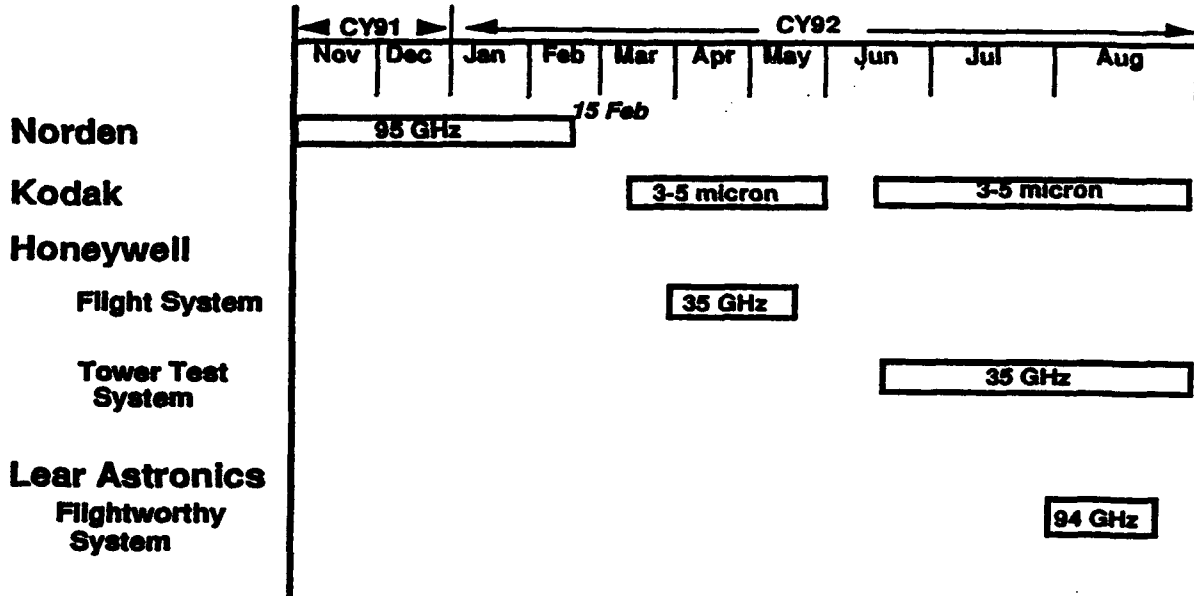 CY91 CY92
Nov Dec Jan Feb Mar Apr May Jun Jul Aug
15 Feb
Norden 95 GHz
Kodak 3-5 micron 3-5 micron
Honeywell
Flight System 35 GHz
Tower Test
System 35 GHz
Lear Astronics
Flightworthy
System 94 GHz